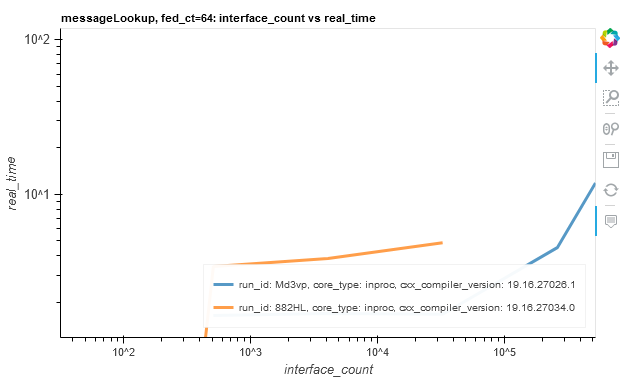 messageLookup, fed_ct=64: interface_count vs real_time
10^2
10^1
real_time
run_id: Md3vp, core_type: inproc, cxx_compiler_version: 19.16.27026.1
run_id: 882HL, core_type: inproc, cxx_compiler_version: 19.16.27034.0
10^2 10^3 10^4 10^5
interface_count